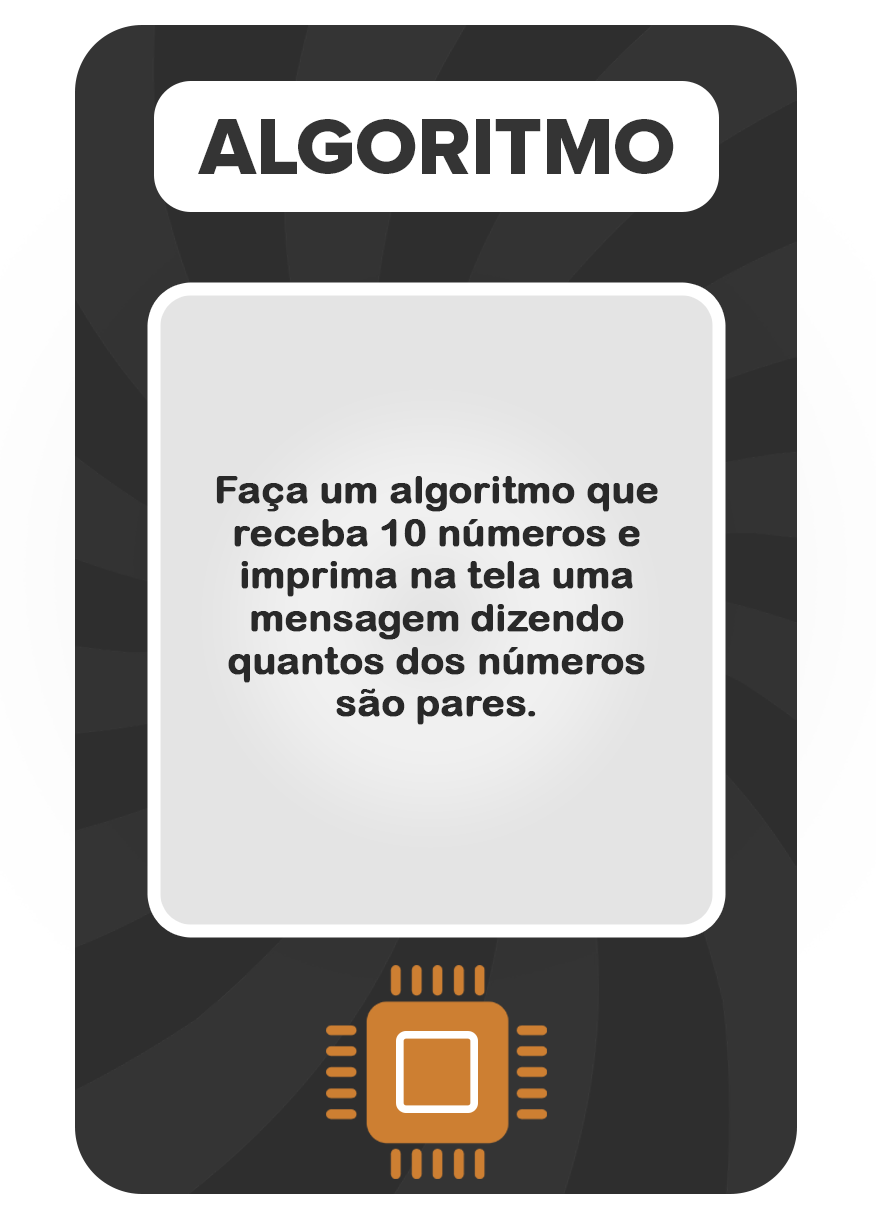 ALGORITMO
Faça um algoritmo que
receba 10 números e
imprima na tela uma
mensagem dizendo
quantos dos números
são pares.